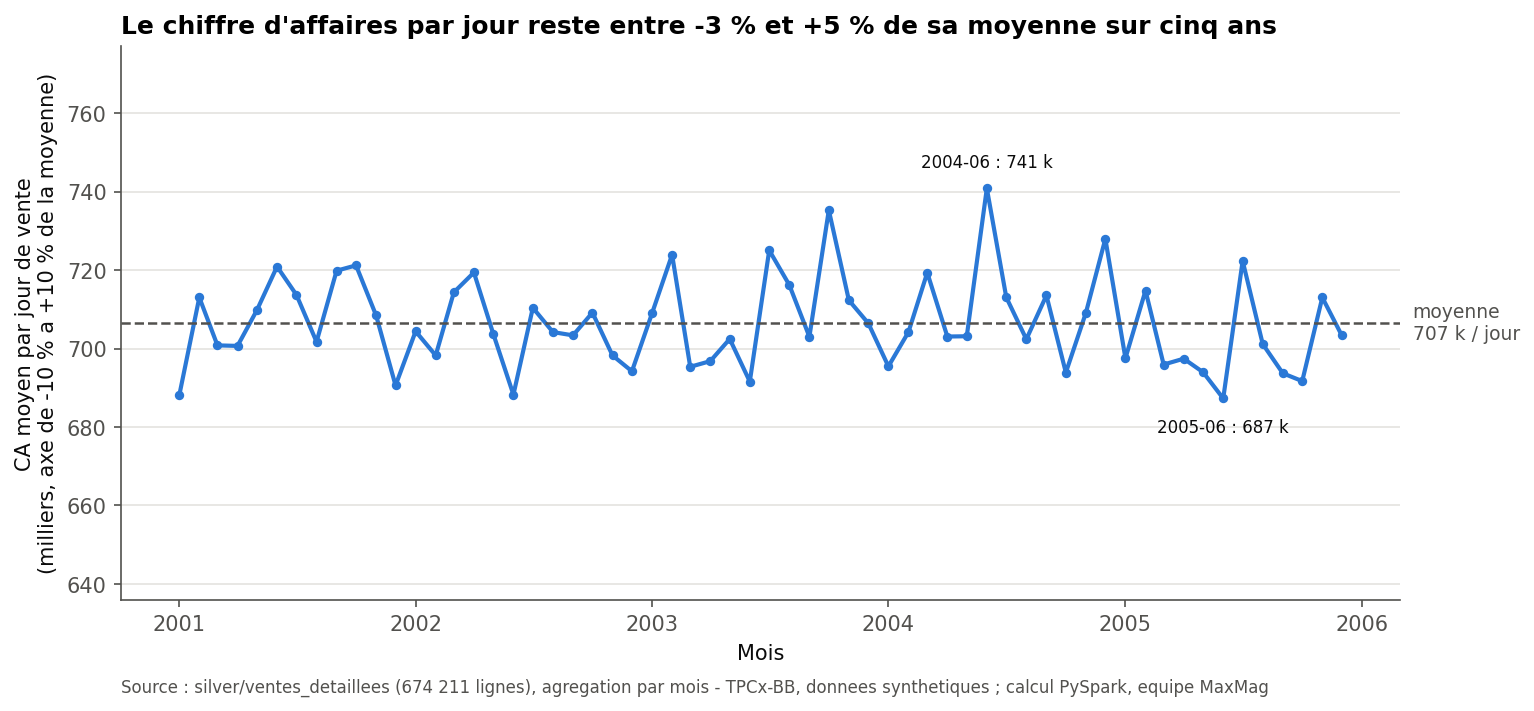 Le chiffre d'affaires par jour reste entre -3 % et +5 % de sa moyenne sur cinq ans
CA moyen par jour de vente
(milliers, axe de -10 % a +10 % de la moyenne)
760
740
720
700
680
660
640
2004-06 : 741 k
2005-06 : 687 k
moyenne
707 k / jour
2001
2002
2003
2004
2005
2006
Mois
Source : silver/ventes_detaillees (674 211 lignes), agregation par mois - TPCx-BB, donnees synthetiques ; calcul PySpark, equipe MaxMag